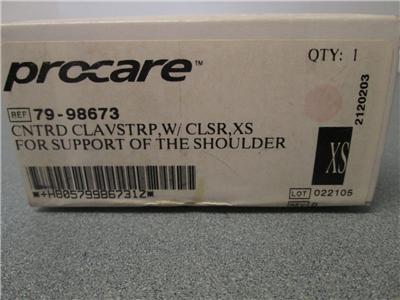 procare™
QTY: 1
REF 79-98673
CNTRD CLAVSTRP,W/ CLSR,XS
FOR SUPPORT OF THE SHOULDER
2120203
XS
LOT 022105
*+H80579986731Z*